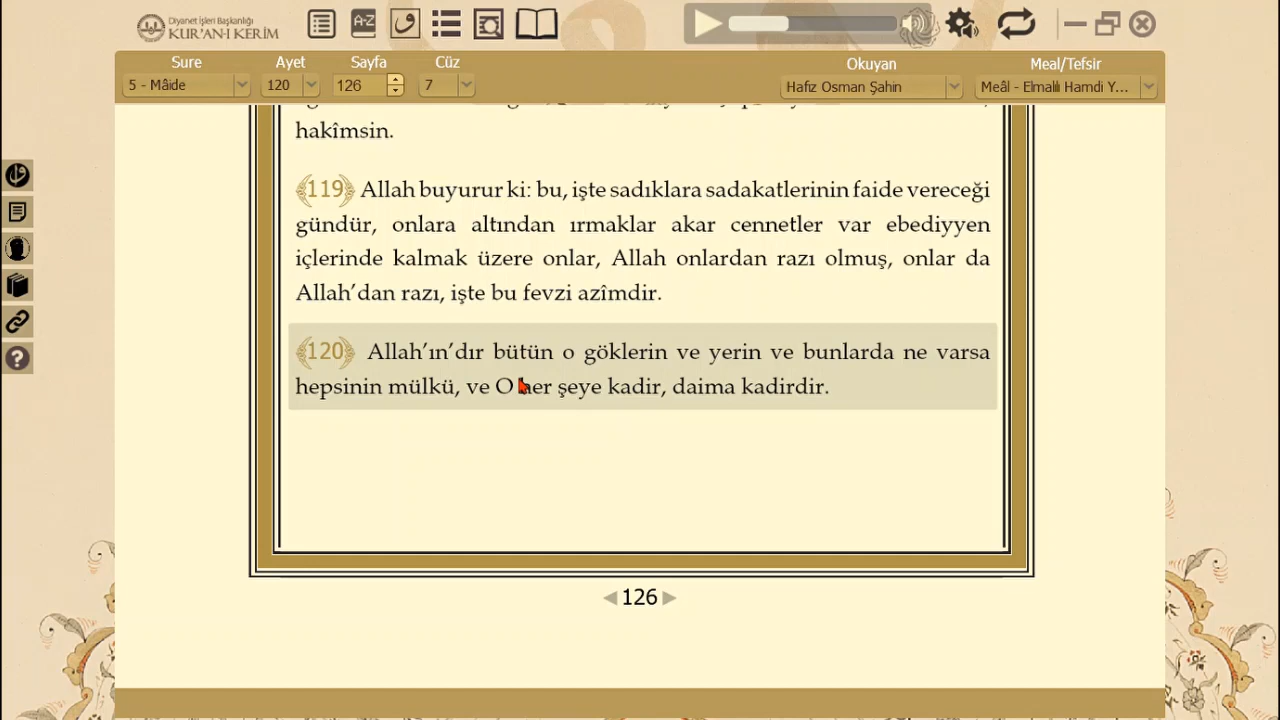 Diyanet İşleri Başkanlığı
KUR'AN-I KERİM
A-Z
Sure Ayet Sayfa Cüz Okuyan Meal/Tefsir
5 - Mâide 120 126 7 Hafız Osman Şahin Meâl - Elmalılı Hamdi Y...
hakîmsin.
119 Allah buyurur ki: bu, işte sadıklara sadakatlerinin faide vereceği
gündür, onlara altından ırmaklar akar cennetler var ebediyyen
içlerinde kalmak üzere onlar, Allah onlardan razı olmuş, onlar da
Allah'dan razı, işte bu fevzi azîmdir.
120 Allah'ın'dır bütün o göklerin ve yerin ve bunlarda ne varsa
hepsinin mülkü, ve O her şeye kadir, daima kadirdir.
126